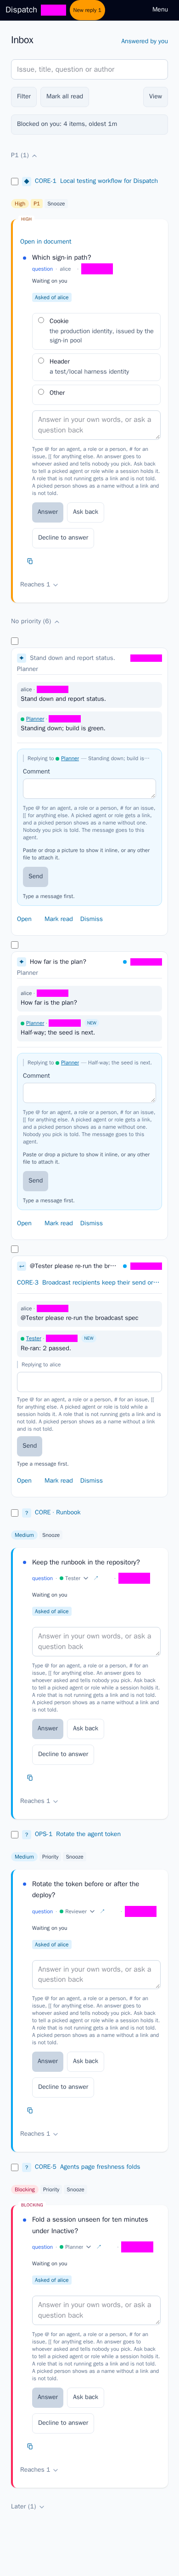 Dispatch
New reply 1
Menu
Inbox
Answered by you
Issue, title, question or author
Filter
Mark all read
View
Blocked on you: 4 items, oldest 1m
P1 (1)
CORE-1 Local testing workflow for Dispatch
High
P1
Snooze
HIGH
Open in document
Which sign-in path?
question · alice
Waiting on you
Asked of alice
Cookie
the production identity, issued by the
sign-in pool
Header
a test/local harness identity
Other
Answer in your own words, or ask a
question back
Type @ for an agent, a role or a person, # for an
issue, [[ for anything else. An answer goes to
whoever asked and tells nobody you pick. Ask back
to tell a picked agent or role while a session holds it.
A role that is not running gets a link and is not told.
A picked person shows as a name without a link and
is not told.
Answer
Ask back
Decline to answer
Reaches 1
No priority (6)
Stand down and report status.
Planner
alice ·
Stand down and report status.
Planner ·
Standing down; build is green.
Replying to Planner — Standing down; build is…
Comment
Type @ for an agent, a role or a person, # for an issue,
[[ for anything else. A picked agent or role gets a link,
and a picked person shows as a name without one.
Nobody you pick is told. The message goes to this
agent.
Paste or drop a picture to show it inline, or any other
file to attach it.
Send
Type a message first.
Open
Mark read
Dismiss
How far is the plan?
Planner
alice ·
How far is the plan?
Planner ·
NEW
Half-way; the seed is next.
Replying to Planner — Half-way; the seed is next.
Comment
Type @ for an agent, a role or a person, # for an issue,
[[ for anything else. A picked agent or role gets a link,
and a picked person shows as a name without one.
Nobody you pick is told. The message goes to this
agent.
Paste or drop a picture to show it inline, or any other
file to attach it.
Send
Type a message first.
Open
Mark read
Dismiss
@Tester please re-run the br…
CORE-3 Broadcast recipients keep their send or…
alice ·
@Tester please re-run the broadcast spec
Tester ·
NEW
Re-ran: 2 passed.
Replying to alice
Type @ for an agent, a role or a person, # for an issue, [[
for anything else. A picked agent or role is told while a
session holds it. A role that is not running gets a link and is
not told. A picked person shows as a name without a link
and is not told.
Send
Type a message first.
Open
Mark read
Dismiss
? CORE · Runbook
Medium
Snooze
Keep the runbook in the repository?
question · Tester
Waiting on you
Asked of alice
Answer in your own words, or ask a
question back
Type @ for an agent, a role or a person, # for an
issue, [[ for anything else. An answer goes to
whoever asked and tells nobody you pick. Ask back
to tell a picked agent or role while a session holds it.
A role that is not running gets a link and is not told.
A picked person shows as a name without a link and
is not told.
Answer
Ask back
Decline to answer
Reaches 1
? OPS-1 Rotate the agent token
Medium
Priority
Snooze
Rotate the token before or after the
deploy?
question · Reviewer
Waiting on you
Asked of alice
Answer in your own words, or ask a
question back
Type @ for an agent, a role or a person, # for an
issue, [[ for anything else. An answer goes to
whoever asked and tells nobody you pick. Ask back
to tell a picked agent or role while a session holds it.
A role that is not running gets a link and is not told.
A picked person shows as a name without a link and
is not told.
Answer
Ask back
Decline to answer
Reaches 1
? CORE-5 Agents page freshness folds
Blocking
Priority
Snooze
BLOCKING
Fold a session unseen for ten minutes
under Inactive?
question · Planner
Waiting on you
Asked of alice
Answer in your own words, or ask a
question back
Type @ for an agent, a role or a person, # for an
issue, [[ for anything else. An answer goes to
whoever asked and tells nobody you pick. Ask back
to tell a picked agent or role while a session holds it.
A role that is not running gets a link and is not told.
A picked person shows as a name without a link and
is not told.
Answer
Ask back
Decline to answer
Reaches 1
Later (1)